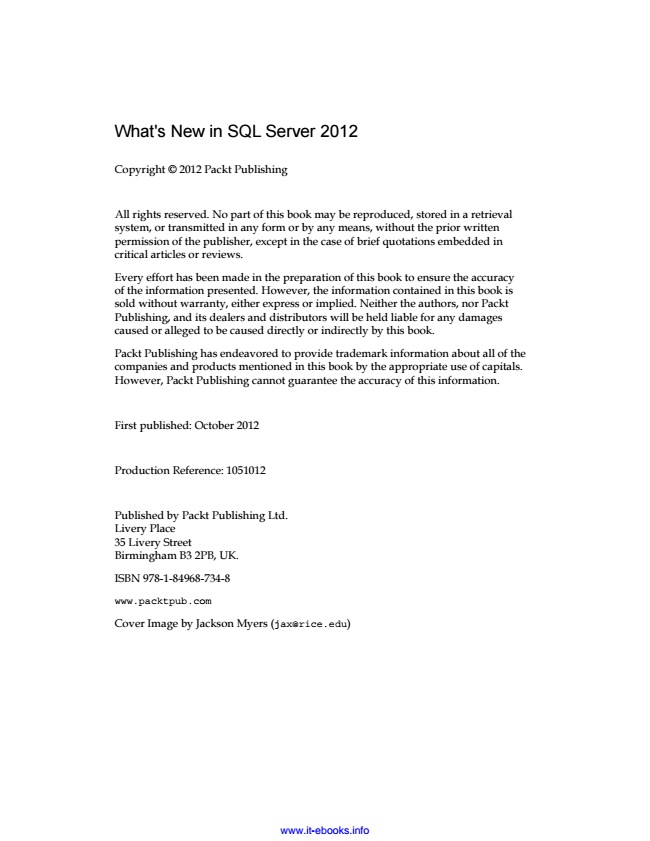 What's New in SQL Server 2012
Copyright © 2012 Packt Publishing
All rights reserved. No part of this book may be reproduced, stored in a retrieval
system, or transmitted in any form or by any means, without the prior written
permission of the publisher, except in the case of brief quotations embedded in
critical articles or reviews.
Every effort has been made in the preparation of this book to ensure the accuracy
of the information presented. However, the information contained in this book is
sold without warranty, either express or implied. Neither the authors, nor Packt
Publishing, and its dealers and distributors will be held liable for any damages
caused or alleged to be caused directly or indirectly by this book.
Packt Publishing has endeavored to provide trademark information about all of the
companies and products mentioned in this book by the appropriate use of capitals.
However, Packt Publishing cannot guarantee the accuracy of this information.
First published: October 2012
Production Reference: 1051012
Published by Packt Publishing Ltd.
Livery Place
35 Livery Street
Birmingham B3 2PB, UK.
ISBN 978-1-84968-734-8
www.packtpub.com
Cover Image by Jackson Myers (jax@rice.edu)
www.it-ebooks.info